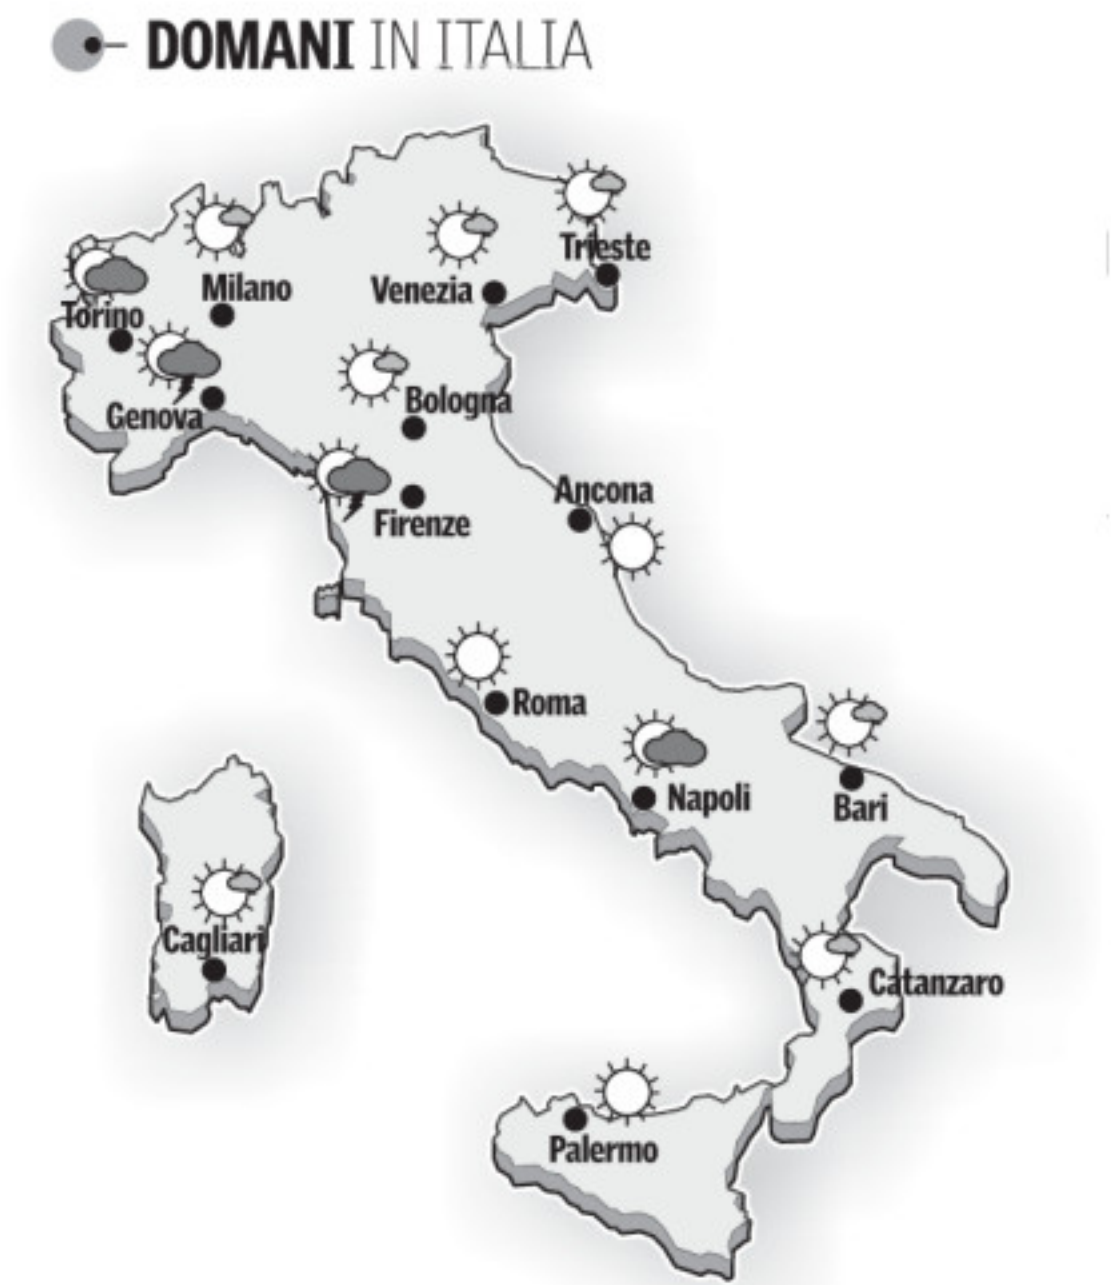 DOMANI IN ITALIA
Trieste
Milano
Venezia
Torino
Bologna
Genova
Ancona
Firenze
Roma
Napoli
Bari
Cagliari
Catanzaro
Palermo